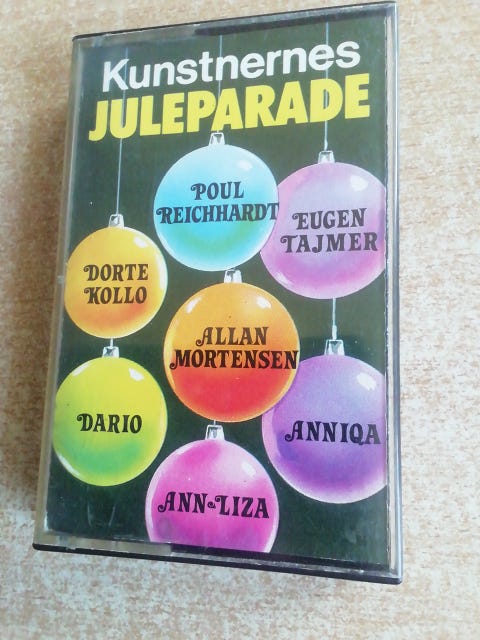 Kunstnernes
JULEPARADE
POUL
REICHHARDT
EUGEN
TAJMER
DORTE
KOLLO
ALLAN
MORTENSEN
DARIO
ANNIQA
ANN-LIZA